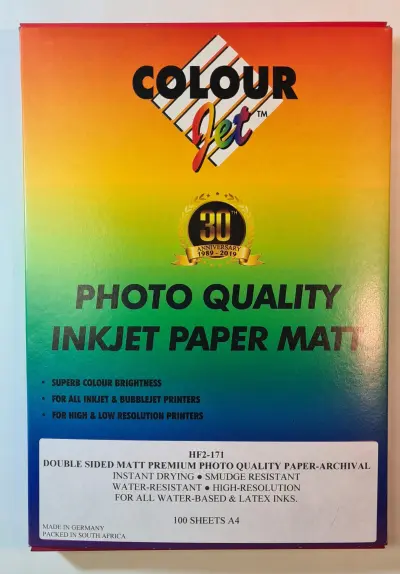 COLOUR
Jet
TM
30TH
ANNIVERSARY
1989 - 2019
PHOTO QUALITY
INKJET PAPER MATT
• SUPERB COLOUR BRIGHTNESS
• FOR ALL INKJET & BUBBLEJET PRINTERS
• FOR HIGH & LOW RESOLUTION PRINTERS
HF2-171
DOUBLE SIDED MATT PREMIUM PHOTO QUALITY PAPER-ARCHIVAL
INSTANT DRYING ● SMUDGE RESISTANT
WATER-RESISTANT ● HIGH-RESOLUTION
FOR ALL WATER-BASED & LATEX INKS.
100 SHEETS A4
MADE IN GERMANY
PACKED IN SOUTH AFRICA